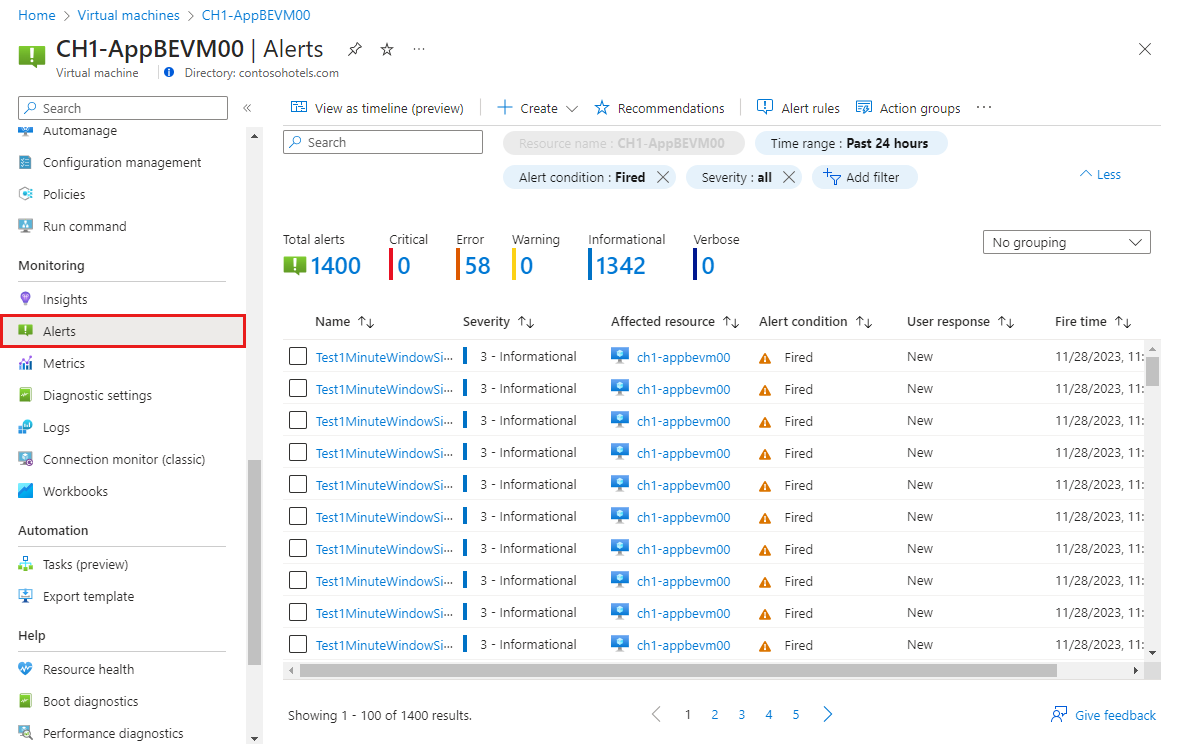 Home > Virtual machines > CH1-AppBEVM00
CH1-AppBEVM00 | Alerts ...
Virtual machine Directory: contosohotels.com
Search «
Automanage
Configuration management
Policies
Run command
Monitoring
Insights
Alerts
Metrics
Diagnostic settings
Logs
Connection monitor (classic)
Workbooks
Automation
Tasks (preview)
Export template
Help
Resource health
Boot diagnostics
Performance diagnostics
View as timeline (preview) Create Recommendations Alert rules Action groups ...
Search Resource name : CH1-AppBEVM00 Time range : Past 24 hours
Alert condition : Fired Severity : all Add filter Less
Total alerts Critical Error Warning Informational Verbose
1400 0 58 0 1342 0
No grouping
Name Severity Affected resource Alert condition User response Fire time
Test1MinuteWindowSi... 3 - Informational ch1-appbevm00 Fired New 11/28/2023, 11:
Test1MinuteWindowSi... 3 - Informational ch1-appbevm00 Fired New 11/28/2023, 11:
Test1MinuteWindowSi... 3 - Informational ch1-appbevm00 Fired New 11/28/2023, 11:
Test1MinuteWindowSi... 3 - Informational ch1-appbevm00 Fired New 11/28/2023, 11:
Test1MinuteWindowSi... 3 - Informational ch1-appbevm00 Fired New 11/28/2023, 11:
Test1MinuteWindowSi... 3 - Informational ch1-appbevm00 Fired New 11/28/2023, 11:
Test1MinuteWindowSi... 3 - Informational ch1-appbevm00 Fired New 11/28/2023, 11:
Test1MinuteWindowSi... 3 - Informational ch1-appbevm00 Fired New 11/28/2023, 11:
Test1MinuteWindowSi... 3 - Informational ch1-appbevm00 Fired New 11/28/2023, 11:
Test1MinuteWindowSi... 3 - Informational ch1-appbevm00 Fired New 11/28/2023, 11:
Showing 1 - 100 of 1400 results. 1 2 3 4 5 Give feedback